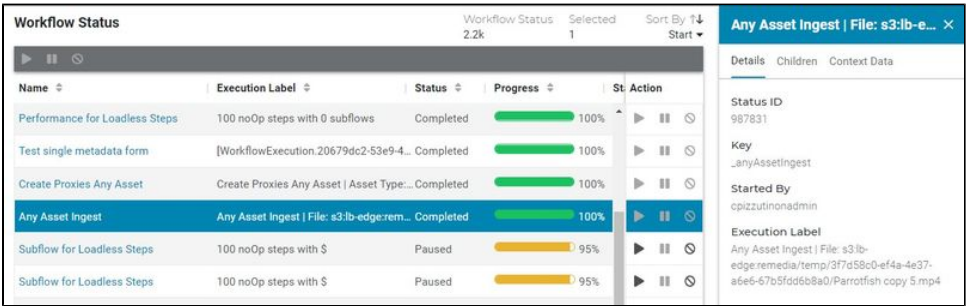 Workflow Status
Workflow Status Selected Sort By
2.2k 1 Start
Name Execution Label Status Progress St Action
Performance for Loadless Steps 100 noOp steps with 0 subflows Completed 100%
Test single metadata form [WorkflowExecution.20679dc2-53e9-4... Completed 100%
Create Proxies Any Asset Create Proxies Any Asset | Asset Type:... Completed 100%
Any Asset Ingest Any Asset Ingest | File: s3:lb-edge:rem... Completed 100%
Subflow for Loadless Steps 100 noOp steps with $ Paused 95%
Subflow for Loadless Steps 100 noOp steps with $ Paused 95%
Any Asset Ingest | File: s3:lb-e...
Details Children Context Data
Status ID
987831
Key
_anyAssetIngest
Started By
cpizzutinonadmin
Execution Label
Any Asset Ingest | File: s3:lb-
edge:remedia/temp/3f7d58c0-ef4a-4e37-
a6e6-67b5fdd6b8a0/Parrotfish copy 5.mp4